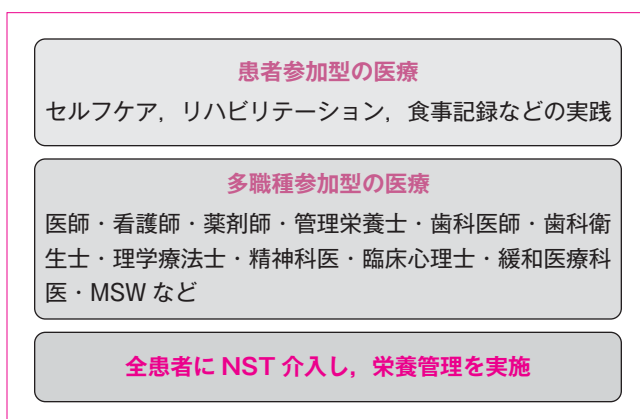 患者参加型の医療
セルフケア，リハビリテーション，食事記録などの実践
多職種参加型の医療
医師・看護師・薬剤師・管理栄養士・歯科医師・歯科衛
生士・理学療法士・精神科医・臨床心理士・緩和医療科
医・MSW など
全患者に NST 介入し，栄養管理を実施